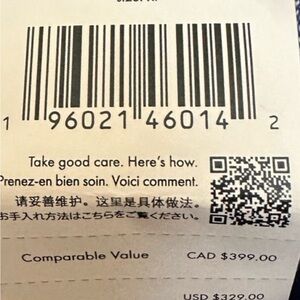 1 96021 46014 2
Take good care. Here's how.
Prenez-en bien soin. Voici comment.
请妥善维护。这里是具体做法。
お手入れ方法はこちらをご覧ください。
Comparable Value CAD $399.00
USD $329.00